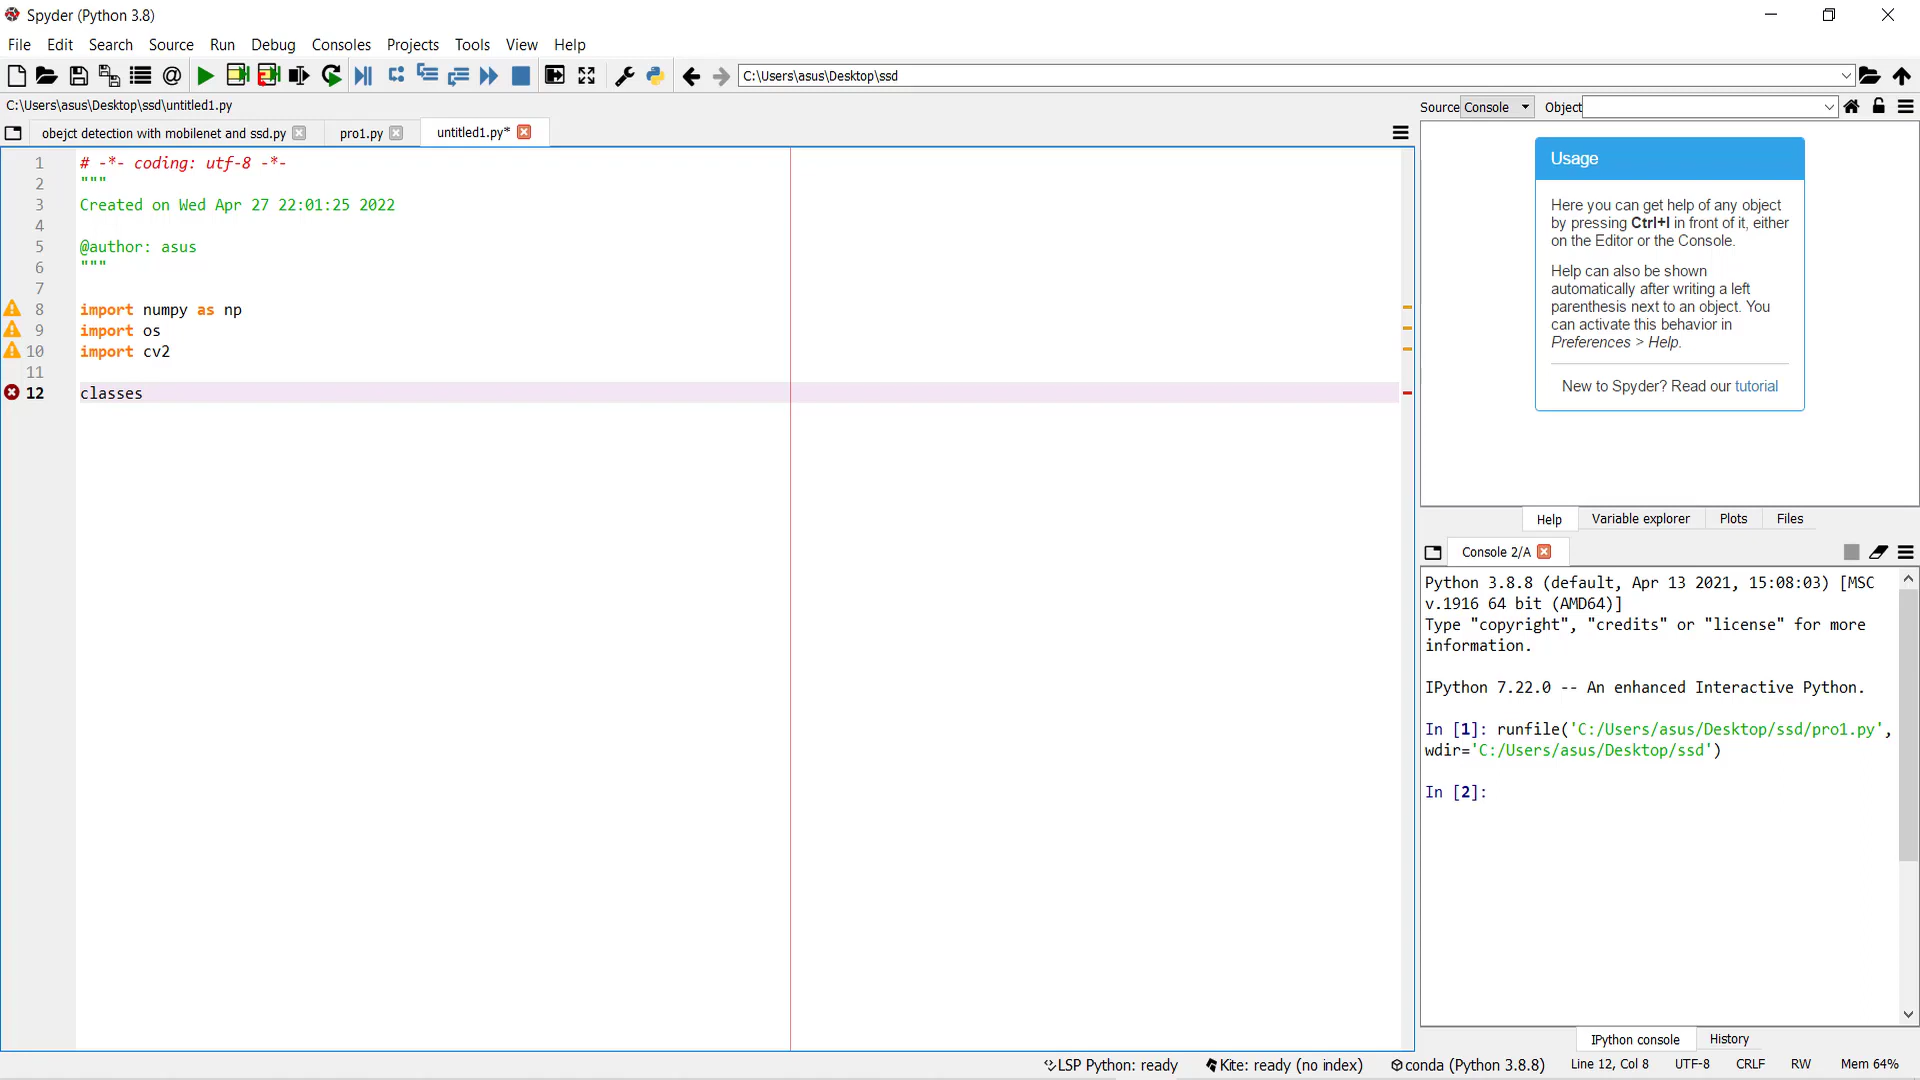 Spyder (Python 3.8)
File Edit Search Source Run Debug Consoles Projects Tools View Help
C:\Users\asus\Desktop\ssd
C:\Users\asus\Desktop\ssd\untitled1.py
obejct detection with mobilenet and ssd.py pro1.py untitled1.py*
1 # -*- coding: utf-8 -*-
2 """
3 Created on Wed Apr 27 22:01:25 2022
4
5 @author: asus
6 """
7
8 import numpy as np
9 import os
10 import cv2
11
12 classes
Source Console Object
Usage
Here you can get help of any object
by pressing Ctrl+I in front of it, either
on the Editor or the Console.
Help can also be shown
automatically after writing a left
parenthesis next to an object. You
can activate this behavior in
Preferences > Help.
New to Spyder? Read our tutorial
Help Variable explorer Plots Files
Console 2/A
Python 3.8.8 (default, Apr 13 2021, 15:08:03) [MSC
v.1916 64 bit (AMD64)]
Type "copyright", "credits" or "license" for more
information.
IPython 7.22.0 -- An enhanced Interactive Python.
In [1]: runfile('C:/Users/asus/Desktop/ssd/pro1.py',
wdir='C:/Users/asus/Desktop/ssd')
In [2]:
IPython console History
LSP Python: ready Kite: ready (no index) conda (Python 3.8.8) Line 12, Col 8 UTF-8 CRLF RW Mem 64%